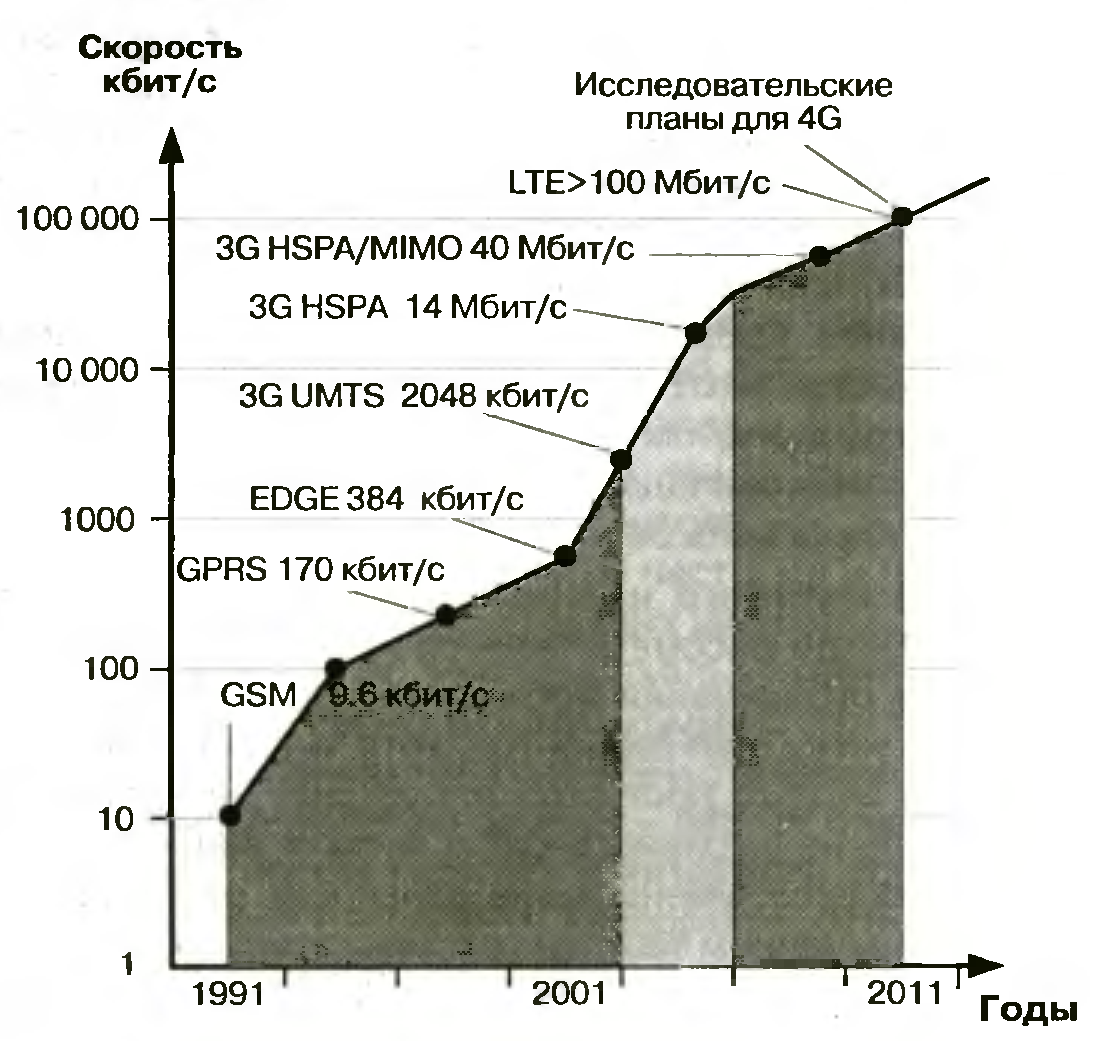 Скорость
кбит/с
Исследовательские
планы для 4G
LTE>100 Мбит/с
100 000
3G HSPA/MIMO 40 Мбит/с
3G HSPA 14 Мбит/с
10 000
3G UMTS 2048 кбит/с
EDGE 384 кбит/с
1000
GPRS 170 кбит/с
100
GSM 9.6 кбит/с
10
1
1991 2001 2011
Годы